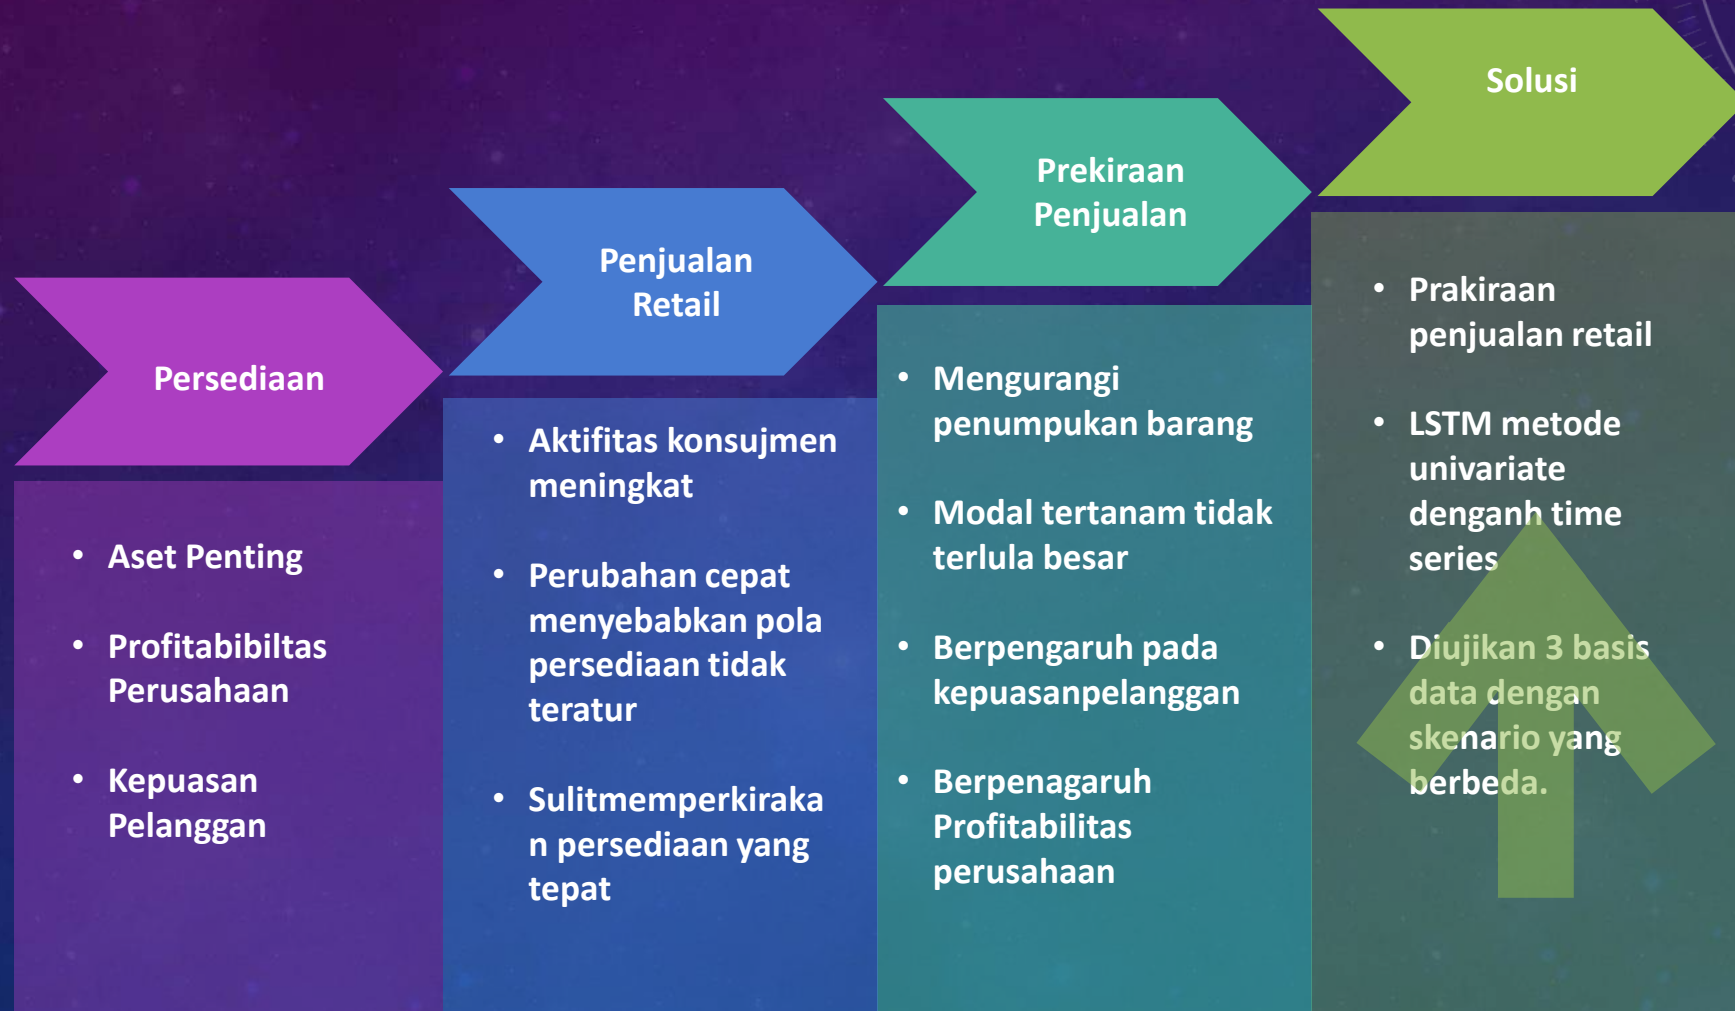 Persediaan
• Aset Penting
• Profitabibiltas
Perusahaan
• Kepuasan
Pelanggan
Penjualan
Retail
• Aktifitas konsujmen
meningkat
• Perubahan cepat
menyebabkan pola
persediaan tidak
teratur
• Sulitmemperkiraka
n persediaan yang
tepat
Prekiraan
Penjualan
• Mengurangi
penumpukan barang
• Modal tertanam tidak
terlula besar
• Berpengaruh pada
kepuasanpelanggan
• Berpenagaruh
Profitabilitas
perusahaan
Solusi
• Prakiraan
penjualan retail
• LSTM metode
univariate
denganh time
series
• Diujikan 3 basis
data dengan
skenario yang
berbeda.